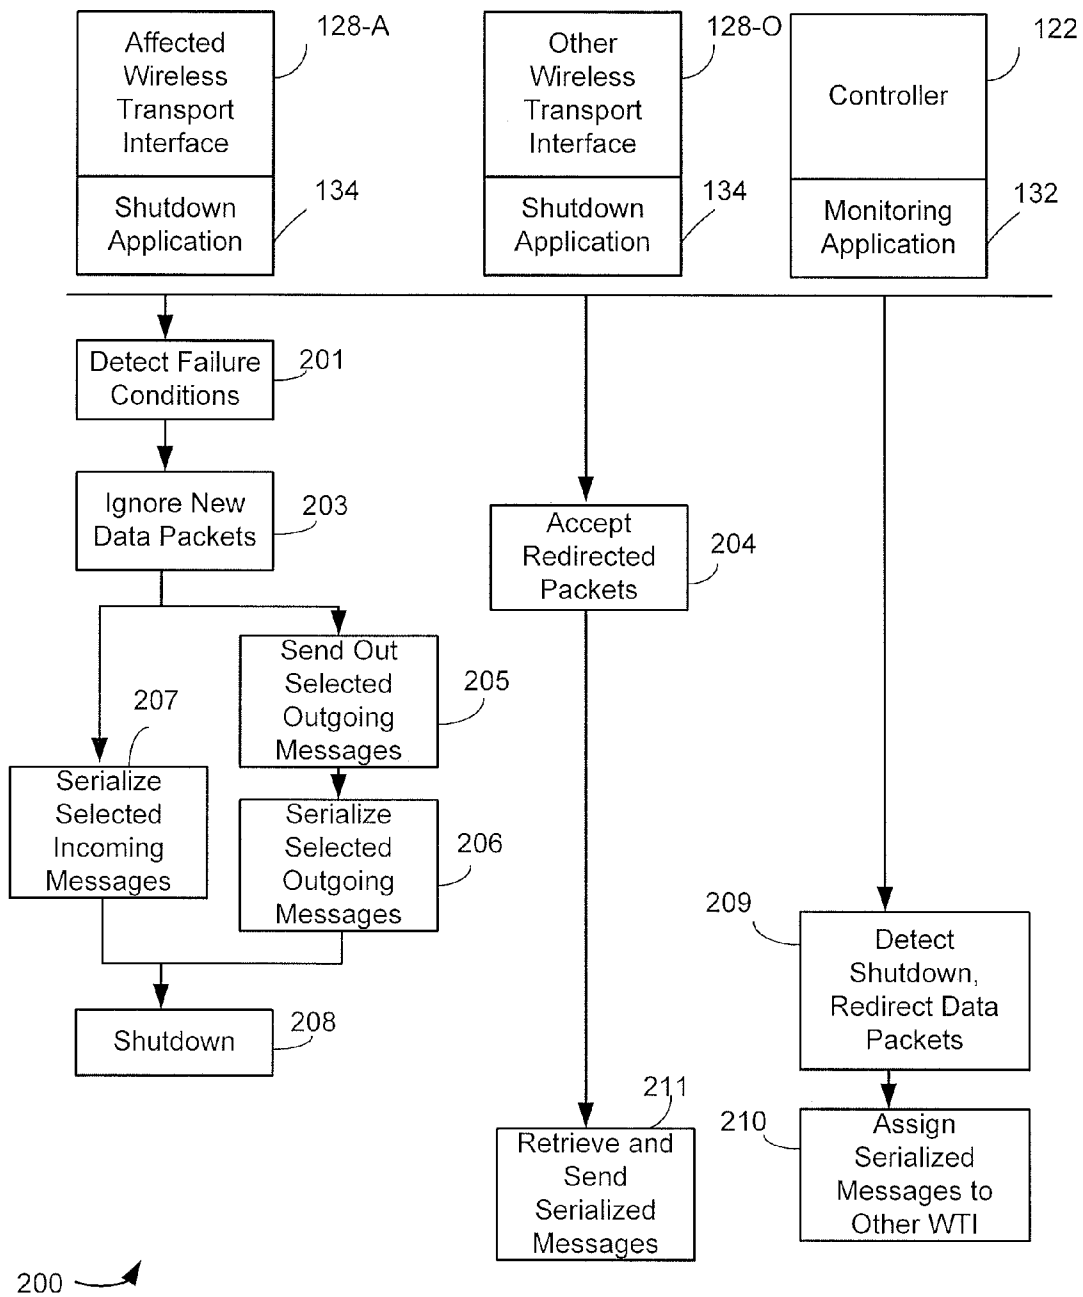 Affected
Wireless
Transport
Interface
128-A
Shutdown
Application
134
Other
Wireless
Transport
Interface
128-O
Shutdown
Application
134
Controller
122
Monitoring
Application
132
Detect Failure
Conditions
201
Ignore New
Data Packets
203
Accept
Redirected
Packets
204
Send Out
Selected
Outgoing
Messages
205
207
Serialize
Selected
Incoming
Messages
Serialize
Selected
Outgoing
Messages
206
Shutdown
208
209
Detect
Shutdown,
Redirect Data
Packets
211
Retrieve and
Send
Serialized
Messages
210
Assign
Serialized
Messages to
Other WTI
200